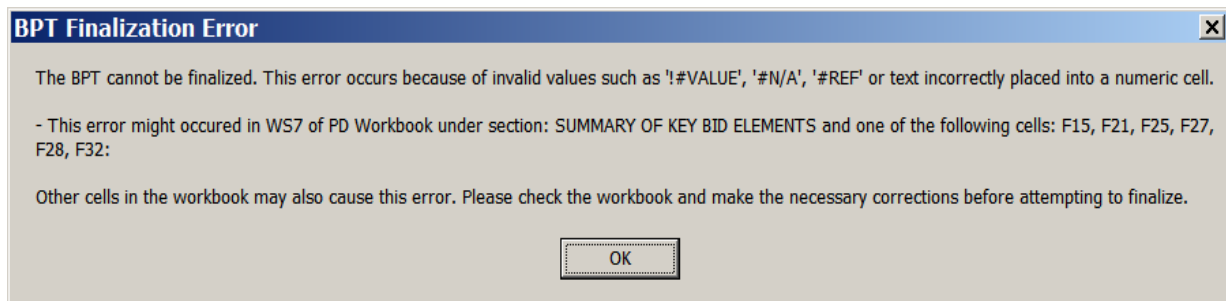 BPT Finalization Error
The BPT cannot be finalized. This error occurs because of invalid values such as '!#VALUE', '#N/A', '#REF' or text incorrectly placed into a numeric cell.
- This error might occured in WS7 of PD Workbook under section: SUMMARY OF KEY BID ELEMENTS and one of the following cells: F15, F21, F25, F27,
F28, F32:
Other cells in the workbook may also cause this error. Please check the workbook and make the necessary corrections before attempting to finalize.
OK